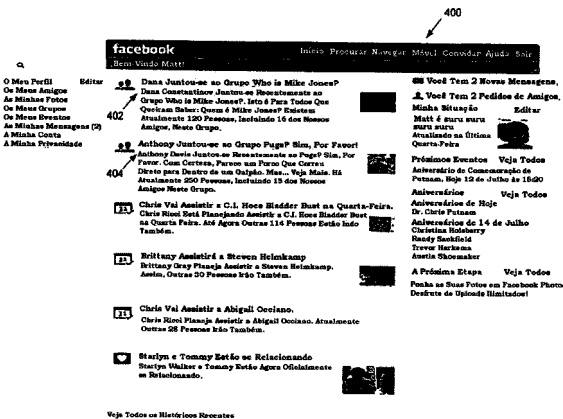 400
facebook
Início Procurar Navegar Móvel Convidar Ajuda Sair
Bem-Vindo Matt!
O Meu Perfil Editar
Os Meus Amigos
As Minhas Fotos
Os Meus Grupos
Os Meus Eventos
As Minhas Mensagens (2)
A Minha Conta
A Minha Privacidade
402
Dana Juntou-se ao Grupo Who is Mike Jones?
Dana Constantinov Juntou-se Recentemente ao
Grupo Who is Mike Jones?. Isto é Para Todos Que
Queiram Saber: Quem é Mike Jones? Existem
Atualmente 120 Pessoas, Incluindo 16 dos Nossos
Amigos, Neste Grupo.
404
Anthony Juntou-se ao Grupo Pugs? Sim, Por Favor!
Anthony Davis Juntou-se Recentemente ao Pugs? Sim, Por
Favor. Com Certeza, Parece um Porno Que Correu
Direto para Dentro de um Galpão. Mas... Veja Mais. Há
Atualmente 250 Pessoas, Incluindo 15 dos Nossos
Amigos Neste Grupo.
31
Chris Vai Assistir a C.J. Hoes Bladder Bust na Quarta-Feira.
Chris Ricci Está Planejando Assistir a C.J. Hoes Bladder Bust
na Quarta Feira. Até Agora Outras 114 Pessoas Estão Indo
Também.
31
Brittany Assistirá a Steven Heimkamp
Brittany Gray Planeja Assistir a Steven Heimkamp.
Assim, Outras 30 Pessoas Irão Também.
31
Chris Vai Assistir a Abigail Occiano.
Chris Ricci Planeja Assistir a Abigail Occiano. Atualmente
Outras 28 Pessoas Irão Também.
Starlyn e Tommy Estão se Relacionando
Starlyn Walker e Tommy Estão Agora Oficialmente
se Relacionando.
Veja Todos os Históricos Recentes
Você Tem 2 Novas Mensagens,
Você Tem 2 Pedidos de Amigos,
Minha Situação Editar
Matt é suru suru
suru suru
Atualizando na Última
Quarta-Feira
Próximos Eventos Veja Todos
Aniversário de Comemoração de
Putnam, Hoje 12 de Julho às 18:20
Aniversários Veja Todos
Aniversários de Hoje
Dr. Chris Putnam
Aniversários de 14 de Julho
Christina Holsberry
Randy Sackfield
Trevor Harkema
Austin Shoemaker
A Próxima Etapa Veja Todos
Ponha as Suas Fotos em Facebook Photo
Desfrute de Uploads Ilimitados!